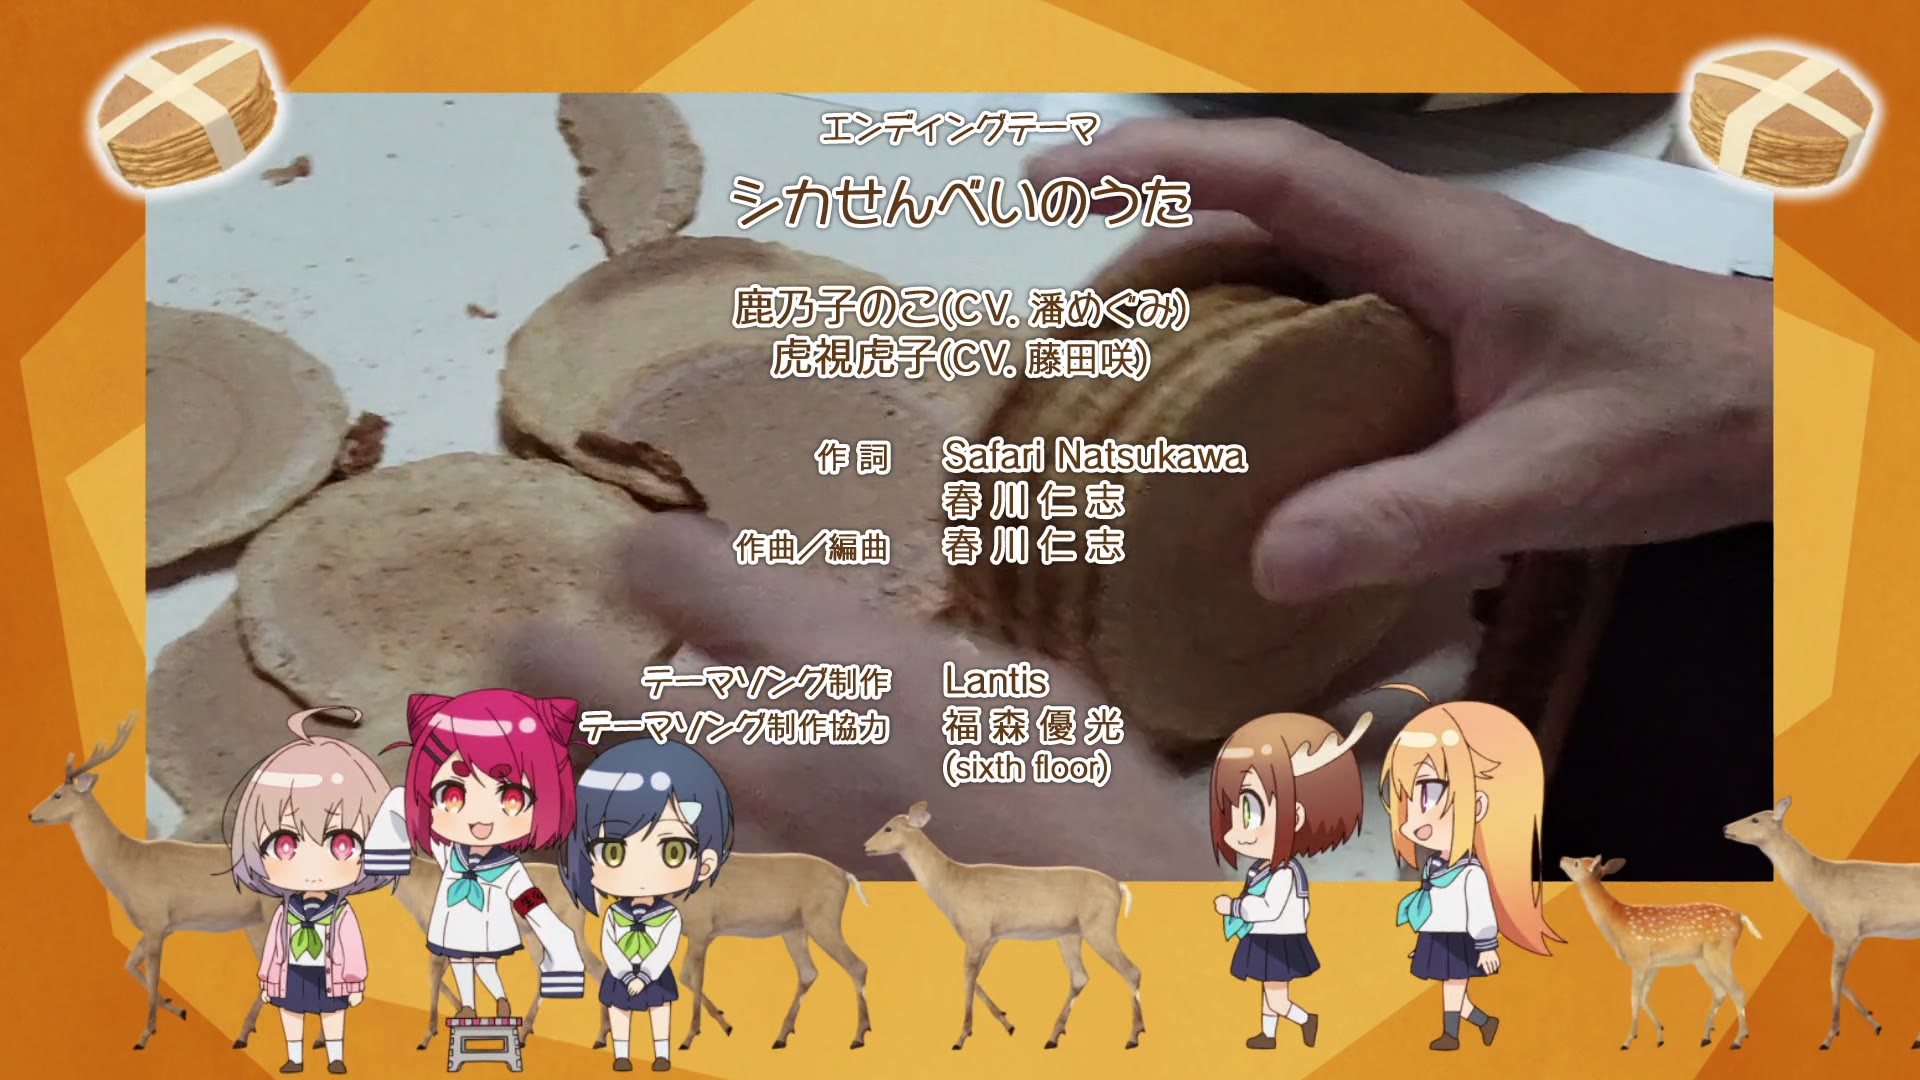 エンディングテーマ
シカせんべいのうた
鹿乃子のこ(CV. 潘めぐみ)
虎視虎子(CV. 藤田咲)
作 詞 Safari Natsukawa
春 川 仁 志
作曲／編曲 春 川 仁 志
テーマソング制作 Lantis
テーマソング制作協力 福 森 優 光
(sixth floor)